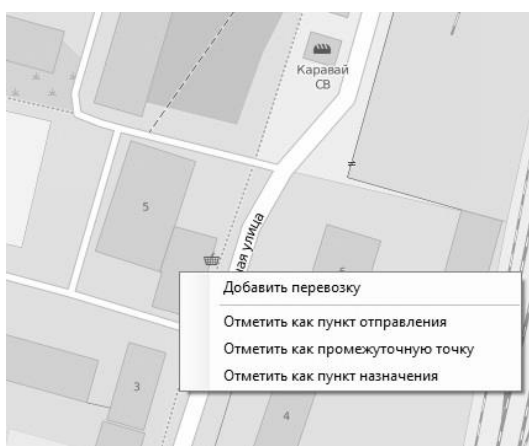 Каравай
СВ
5
ная улица
Добавить перевозку
Отметить как пункт отправления
Отметить как промежуточную точку
Отметить как пункт назначения
3
4